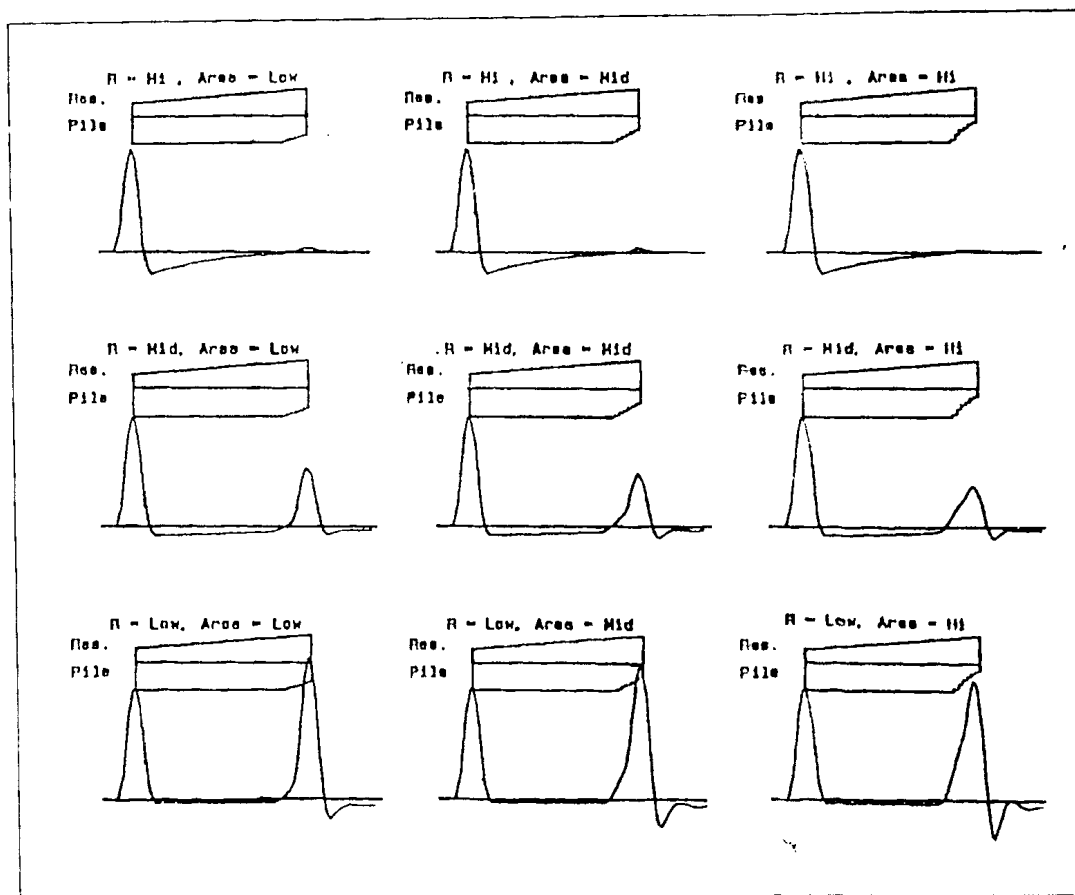 R - Hi, Area - Low
Res.
Pile
R - Hi, Area - Mid
Res.
Pile
R - Hi, Area - Hi
Res
Pile
R - Mid, Area - Low
Res.
Pile
R - Mid, Area - Mid
Res.
Pile
R - Mid, Area - Hi
Res.
Pile
R - Low, Area - Low
Res.
Pile
R - Low, Area - Mid
Res.
Pile
R - Low, Area - Hi
Res.
Pile